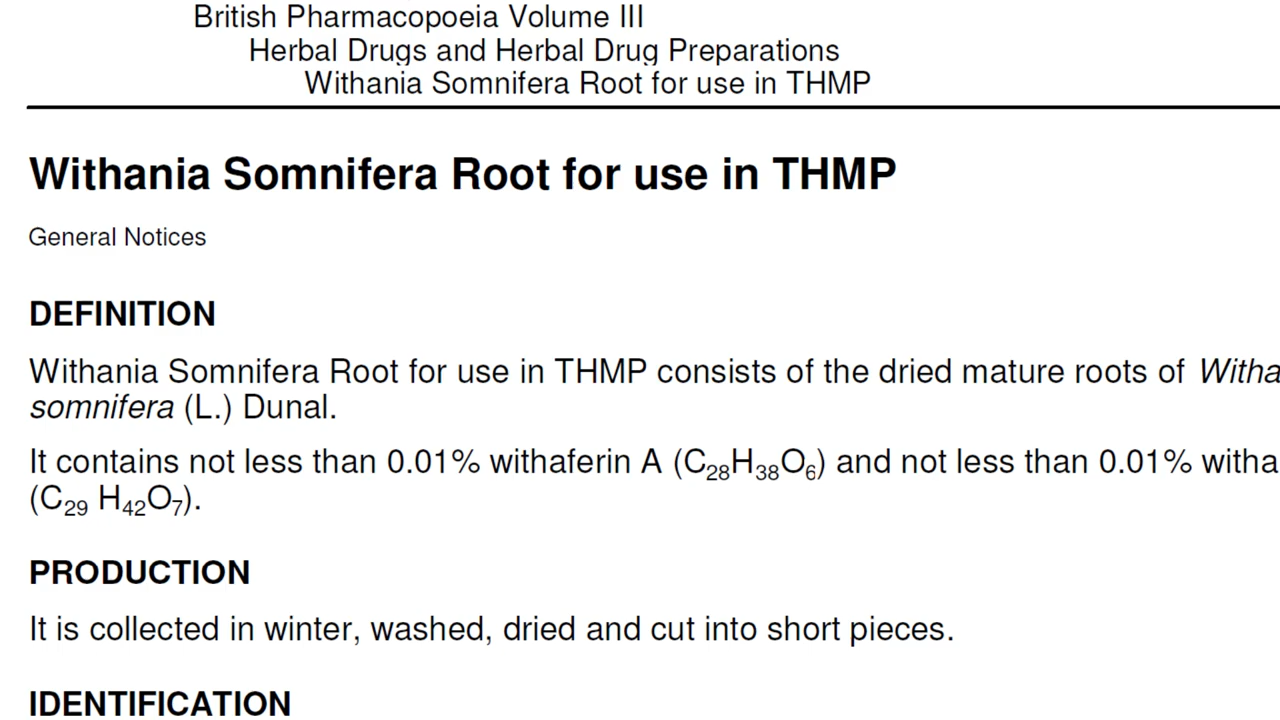 British Pharmacopoeia Volume III
Herbal Drugs and Herbal Drug Preparations
Withania Somnifera Root for use in THMP
Withania Somnifera Root for use in THMP
General Notices
DEFINITION
Withania Somnifera Root for use in THMP consists of the dried mature roots of Witha
somnifera (L.) Dunal.
It contains not less than 0.01% withaferin A (C28H38O6) and not less than 0.01% witha
(C29 H42O7).
PRODUCTION
It is collected in winter, washed, dried and cut into short pieces.
IDENTIFICATION